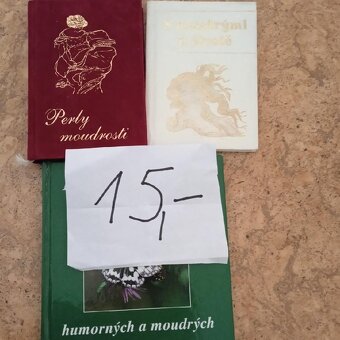 Perly
moudrosti
15,-
humorných a moudrých